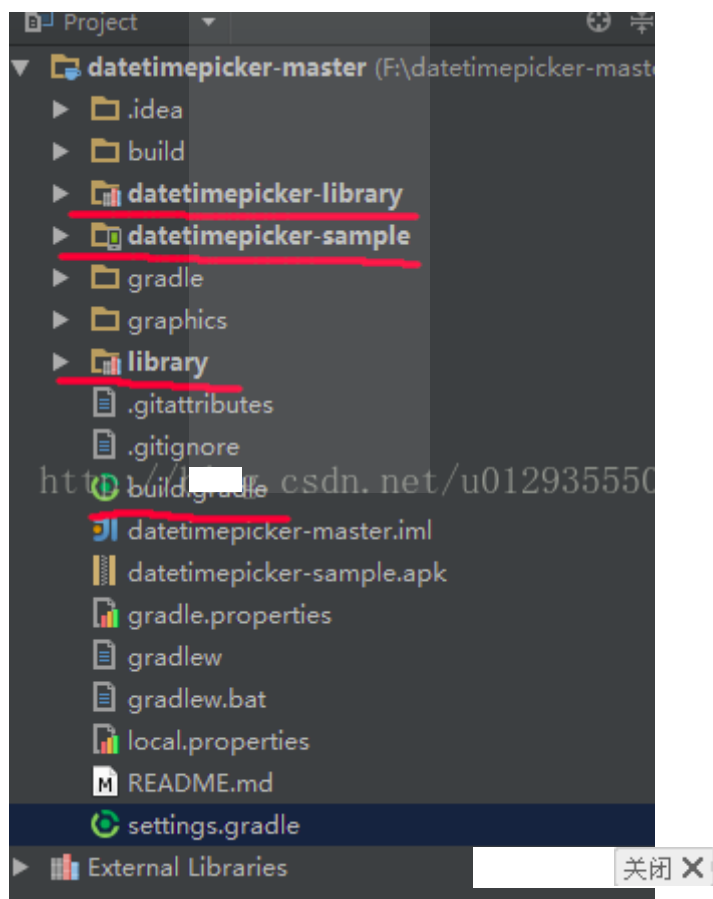 Project
datetimepicker-master (F:\datetimepicker-mast
.idea
build
datetimepicker-library
datetimepicker-sample
gradle
graphics
library
.gitattributes
.gitignore
build.gradle
csdn.net/u012935550
datetimepicker-master.iml
datetimepicker-sample.apk
gradle.properties
gradlew
gradlew.bat
local.properties
README.md
settings.gradle
External Libraries
关闭